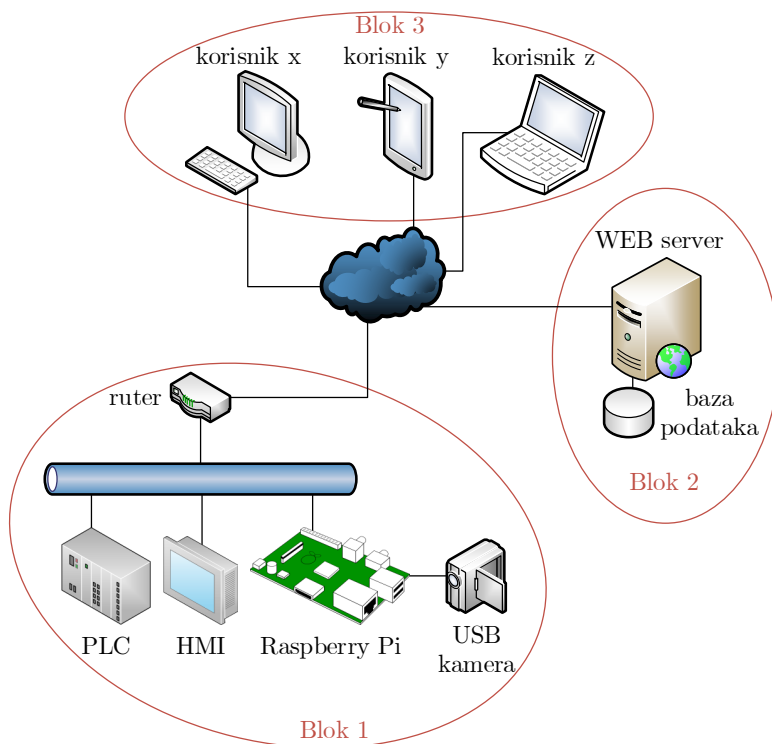 Blok 3
korisnik x
korisnik y
korisnik z
WEB server
ruter
baza
podataka
Blok 2
PLC
HMI
Raspberry Pi
USB
kamera
Blok 1